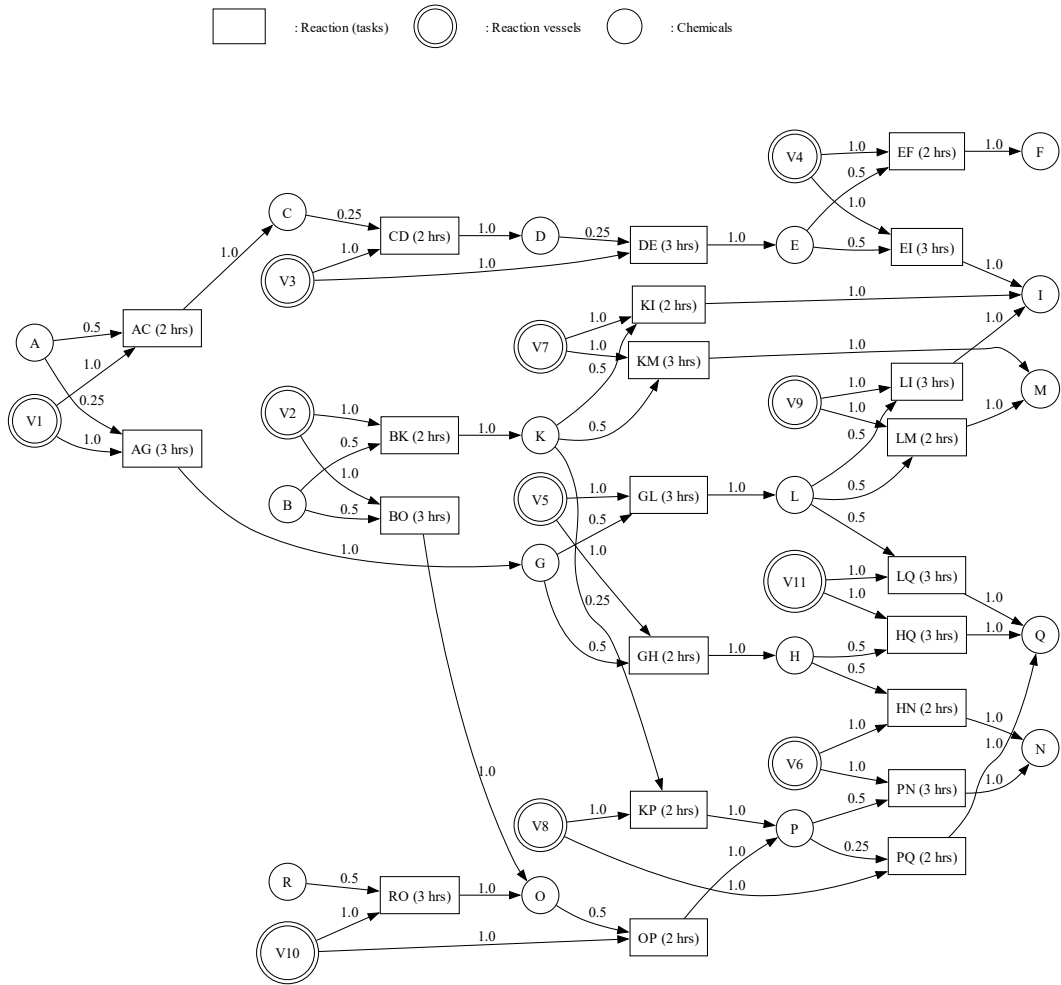 : Reaction (tasks)
: Reaction vessels
: Chemicals
V4
1.0
EF (2 hrs)
1.0
F
0.5
1.0
C
0.25
CD (2 hrs)
1.0
D
0.25
DE (3 hrs)
1.0
E
0.5
EI (3 hrs)
1.0
1.0
1.0
V3
1.0
KI (2 hrs)
1.0
I
A
0.5
AC (2 hrs)
1.0
V7
1.0
1.0
KM (3 hrs)
1.0
1.0
0.5
1.0
0.25
V1
1.0
AG (3 hrs)
V2
1.0
BK (2 hrs)
1.0
K
0.5
0.5
1.0
B
0.5
BO (3 hrs)
V9
1.0
1.0
LI (3 hrs)
LM (2 hrs)
1.0
M
0.5
0.5
V5
1.0
GL (3 hrs)
1.0
L
0.5
0.5
1.0
1.0
G
V11
1.0
1.0
LQ (3 hrs)
1.0
0.25
0.5
GH (2 hrs)
1.0
H
0.5
0.5
HQ (3 hrs)
1.0
Q
HN (2 hrs)
1.0
1.0
N
V6
1.0
1.0
PN (3 hrs)
1.0
1.0
V8
1.0
KP (2 hrs)
1.0
P
0.5
0.25
PQ (2 hrs)
1.0
1.0
R
0.5
RO (3 hrs)
1.0
O
0.5
OP (2 hrs)
1.0
1.0
V10